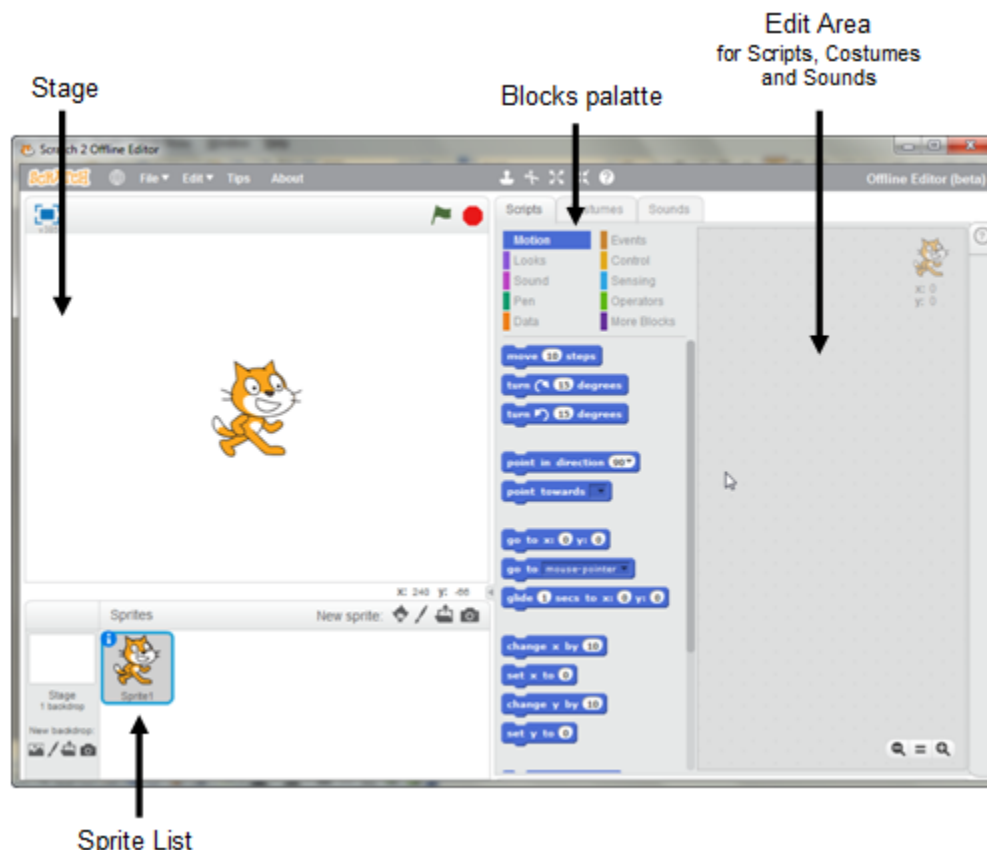 Edit Area
for Scripts, Costumes
and Sounds
Stage
Blocks palatte
Scratch 2 Offline Editor
SCRATCH File Edit Tips About Offline Editor (beta)
Scripts Costumes Sounds
Motion Events
Looks Control
Sound Sensing
Pen Operators
Data More Blocks
x: 0
y: 0
move 10 steps
turn 15 degrees
turn 15 degrees
point in direction 90
point towards
go to x: 0 y: 0
go to mouse-pointer
glide 1 secs to x: 0 y: 0
change x by 10
set x to 0
change y by 10
set y to 0
x: 240 y: -66
Sprites New sprite:
Sprite1
Stage
1 backdrop
New backdrop:
Sprite List